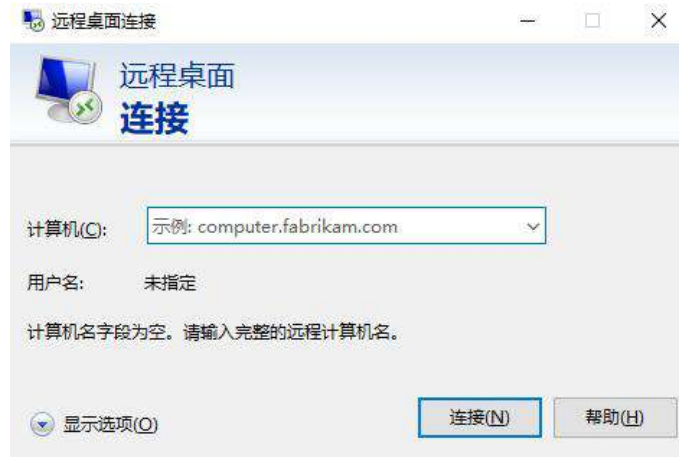 远程桌面连接
远程桌面
连接
计算机(C): 示例: computer.fabrikam.com
用户名: 未指定
计算机名字段为空。请输入完整的远程计算机名。
显示选项(O) 连接(N) 帮助(H)